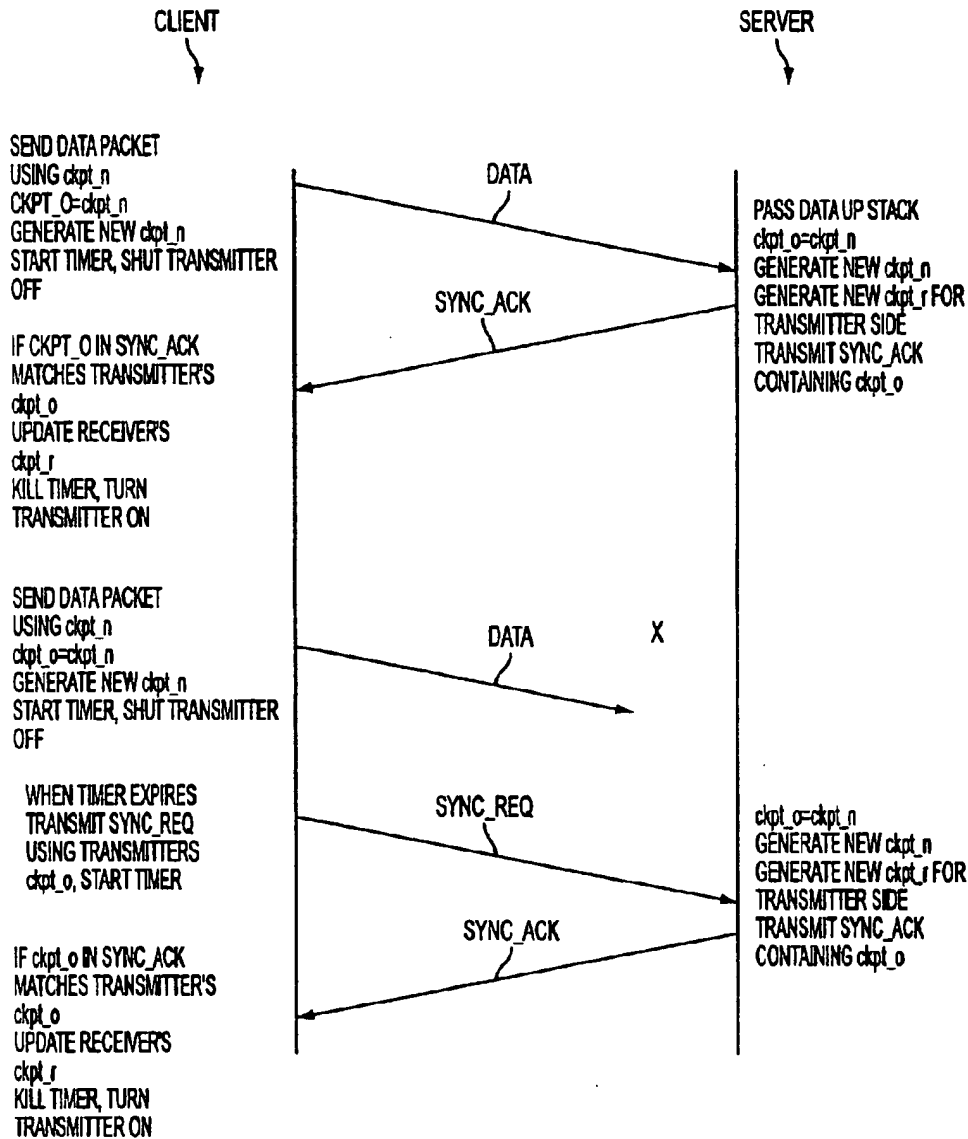 CLIENT
SERVER
SEND DATA PACKET
USING ckpt_n
CKPT_O=ckpt_n
GENERATE NEW ckpt_n
START TIMER, SHUT TRANSMITTER
OFF
DATA
PASS DATA UP STACK
ckpt_o=ckpt_n
GENERATE NEW ckpt_n
GENERATE NEW ckpt_r FOR
TRANSMITTER SIDE
TRANSMIT SYNC_ACK
CONTAINING ckpt_o
SYNC_ACK
IF CKPT_O IN SYNC_ACK
MATCHES TRANSMITTER'S
ckpt_o
UPDATE RECEIVER'S
ckpt_r
KILL TIMER, TURN
TRANSMITTER ON
SEND DATA PACKET
USING ckpt_n
ckpt_o=ckpt_n
GENERATE NEW ckpt_n
START TIMER, SHUT TRANSMITTER
OFF
DATA
X
WHEN TIMER EXPIRES
TRANSMIT SYNC_REQ
USING TRANSMITTERS
ckpt_o, START TIMER
SYNC_REQ
ckpt_o=ckpt_n
GENERATE NEW ckpt_n
GENERATE NEW ckpt_r FOR
TRANSMITTER SIDE
TRANSMIT SYNC_ACK
CONTAINING ckpt_o
SYNC_ACK
IF ckpt_o IN SYNC_ACK
MATCHES TRANSMITTER'S
ckpt_o
UPDATE RECEIVER'S
ckpt_r
KILL TIMER, TURN
TRANSMITTER ON